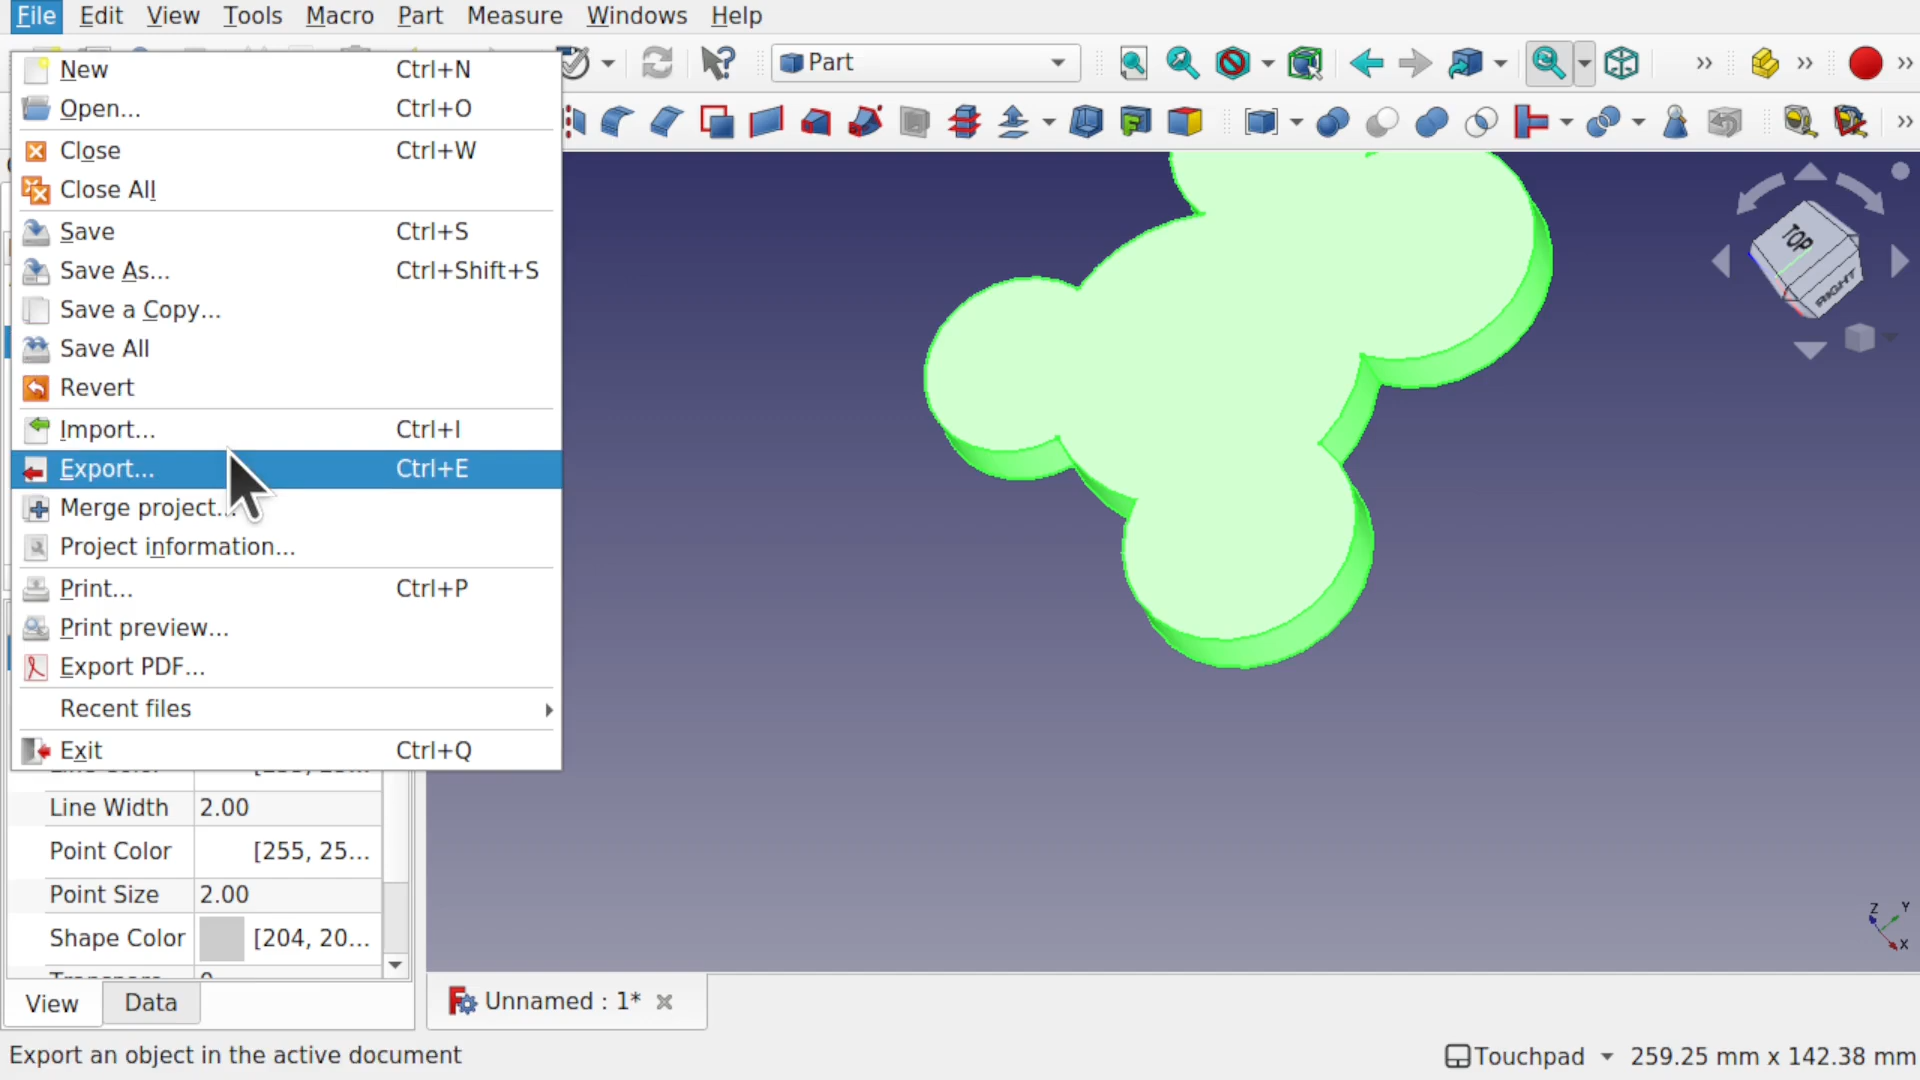 File Edit View Tools Macro Part Measure Windows Help
New Ctrl+N
Part
Open... Ctrl+O
Close Ctrl+W
Close All
Save Ctrl+S
Save As... Ctrl+Shift+S
Save a Copy...
Save All
Revert
Import... Ctrl+I
Export... Ctrl+E
Merge project...
Project information...
Print... Ctrl+P
Print preview...
Export PDF...
Recent files
Exit Ctrl+Q
TOP
RIGHT
Line Width 2.00
Point Color [255, 25...
Point Size 2.00
Shape Color [204, 20...
Z Y
X
View Data
Unnamed : 1*
Export an object in the active document
Touchpad 259.25 mm x 142.38 mm